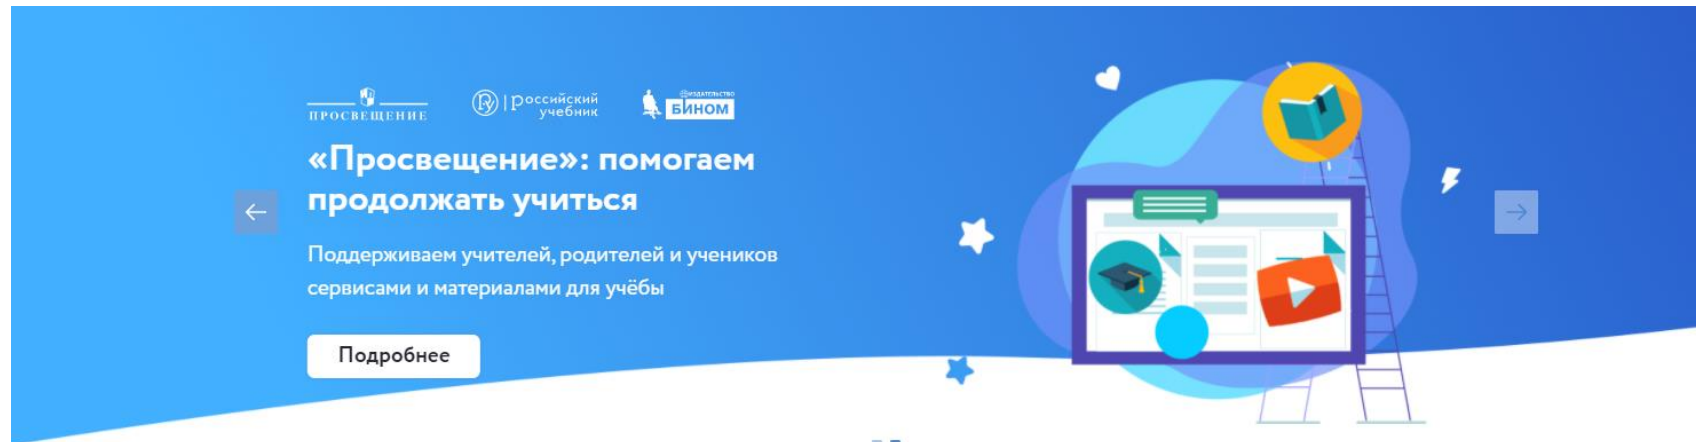 ПРОСВЕЩЕНИЕ
российский
учебник
издательство
БИНОМ
«Просвещение»: помогаем
продолжать учиться
Поддерживаем учителей, родителей и учеников
сервисами и материалами для учёбы
Подробнее